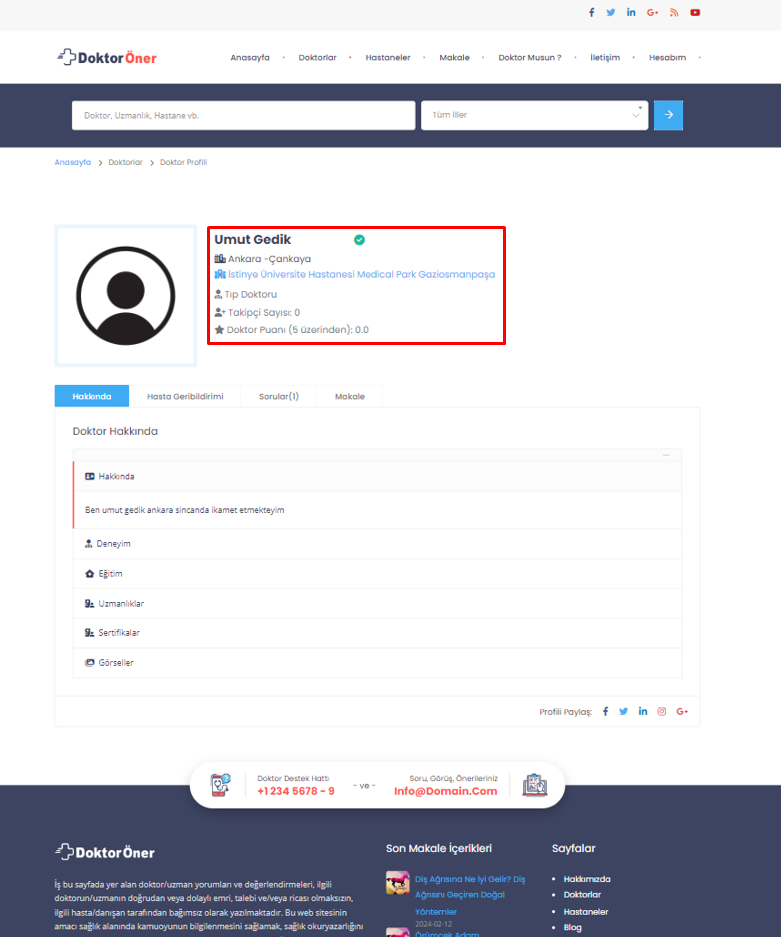 DoktorÖner
Anasayfa
Doktorlar
Hastaneler
Makale
Doktor Musun ?
İletişim
Hesabım
Doktor, Uzmanlık, Hastane vb.
Tüm İller
Anasayfa > Doktorlar > Doktor Profili
Umut Gedik
Ankara -Çankaya
İstinye Üniversite Hastanesi Medical Park Gaziosmanpaşa
Tıp Doktoru
Takipçi Sayısı: 0
Doktor Puanı (5 üzerinden): 0.0
Hakkında
Hasta Geribildirimi
Sorular(1)
Makale
Doktor Hakkında
Hakkında
Ben umut gedik ankara sincanda ikamet etmekteyim
Deneyim
Eğitim
Uzmanlıklar
Sertifikalar
Görseller
Profili Paylaş:
Doktor Destek Hattı
+1 234 5678 - 9
- ve -
Soru, Görüş, Önerileriniz
Info@Domain.Com
DoktorÖner
İş bu sayfada yer alan doktor/uzman yorumları ve değerlendirmeleri, ilgili
doktorun/uzmanın doğrudan veya dolaylı emri, talebi ve/veya ricası olmaksızın,
ilgili hasta/danışan tarafından bağımsız olarak yazılmaktadır. Bu web sitesinin
amacı sağlık alanında kamuoyunun bilgilenmesini sağlamak, sağlık okuryazarlığını
Son Makale İçerikleri
Diş Ağrısına Ne İyi Gelir? Diş
Ağrısını Geçiren Doğal
Yöntemler
2024-02-12
Örümcek Adam
Sayfalar
Hakkımızda
Doktorlar
Hastaneler
Blog